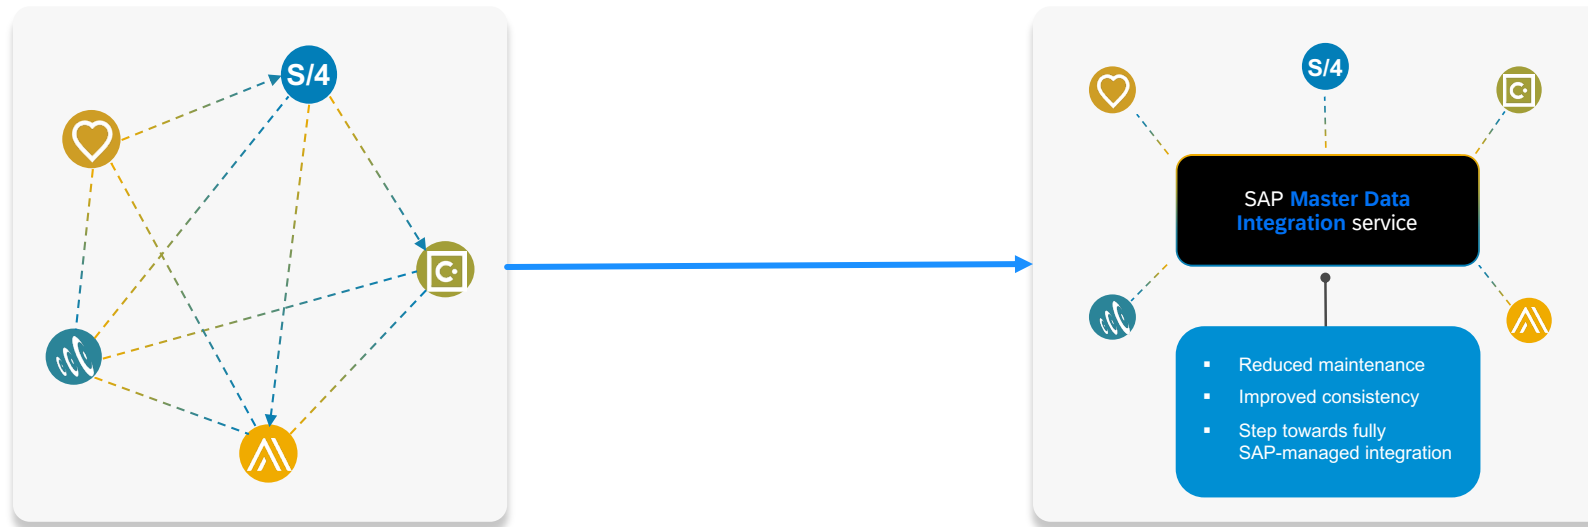 S/4
C
S/4
C
SAP Master Data
Integration service
▪ Reduced maintenance
▪ Improved consistency
▪ Step towards fully
SAP-managed integration